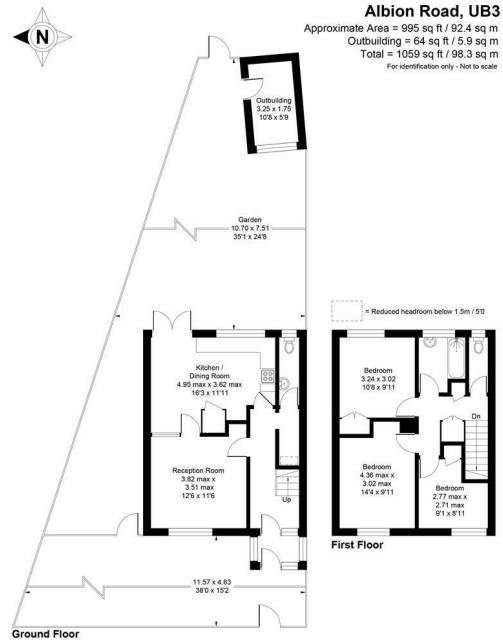 Albion Road, UB3
Approximate Area = 995 sq ft / 92.4 sq m
Outbuilding = 64 sq ft / 5.9 sq m
Total = 1059 sq ft / 98.3 sq m
For identification only - Not to scale
N
Outbuilding
3.25 x 1.75
10'8 x 5'9
Garden
10.70 x 7.51
35'1 x 24'8
= Reduced headroom below 1.5m / 5'0
Kitchen /
Dining Room
4.95 max x 3.62
16'3 x 11'11
Reception Room
3.82 max x
3.51 max
12'6 x 11'6
Up
11.57 x 4.63
38'0 x 15'2
Ground Floor
Bedroom
3.24 x 3.02
10'8 x 9'11
Dn
Bedroom
4.36 max x
3.02 max
14'4 x 9'11
Bedroom
2.77 max x
2.71 max
9'1 x 8'11
First Floor